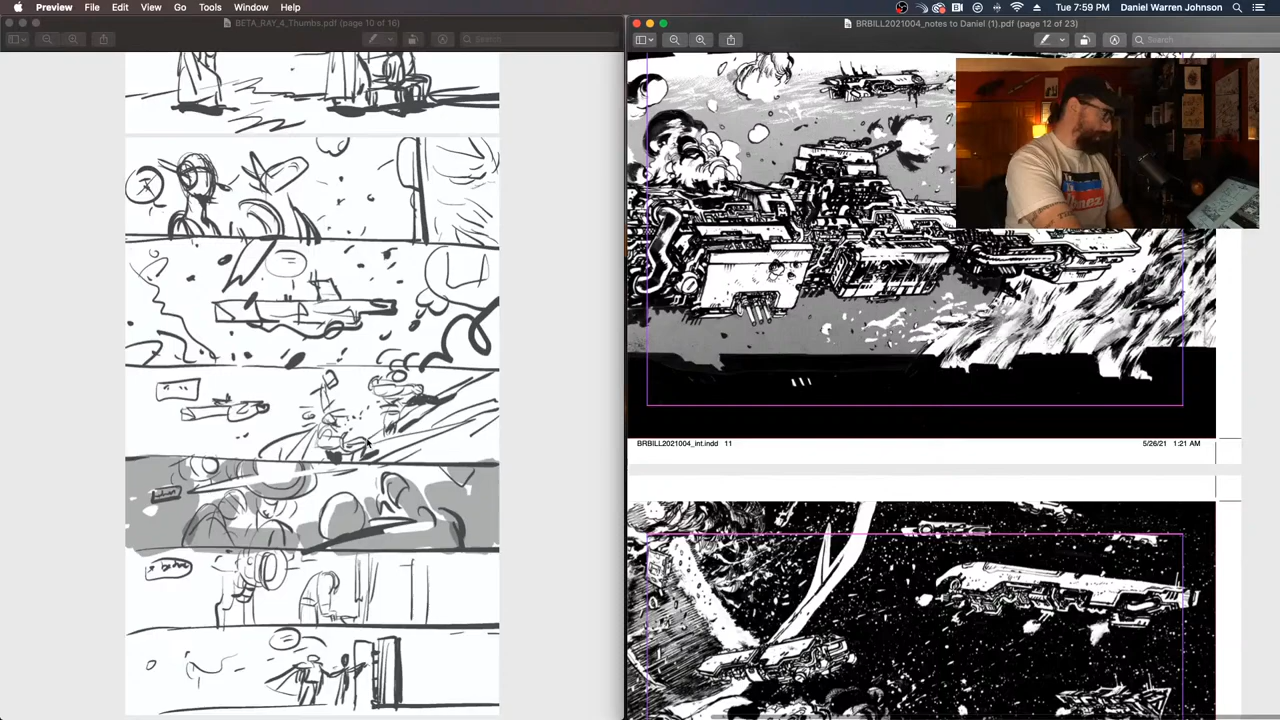 Preview File Edit View Go Tools Window Help
Tue 7:59 PM Daniel Warren Johnson
BETA_RAY_4_Thumbs.pdf (page 10 of 16)
Search
BRBILL2021004_notes to Daniel (1).pdf (page 12 of 23)
Search
BRBILL2021004_int.indd 11
5/26/21 1:21 AM